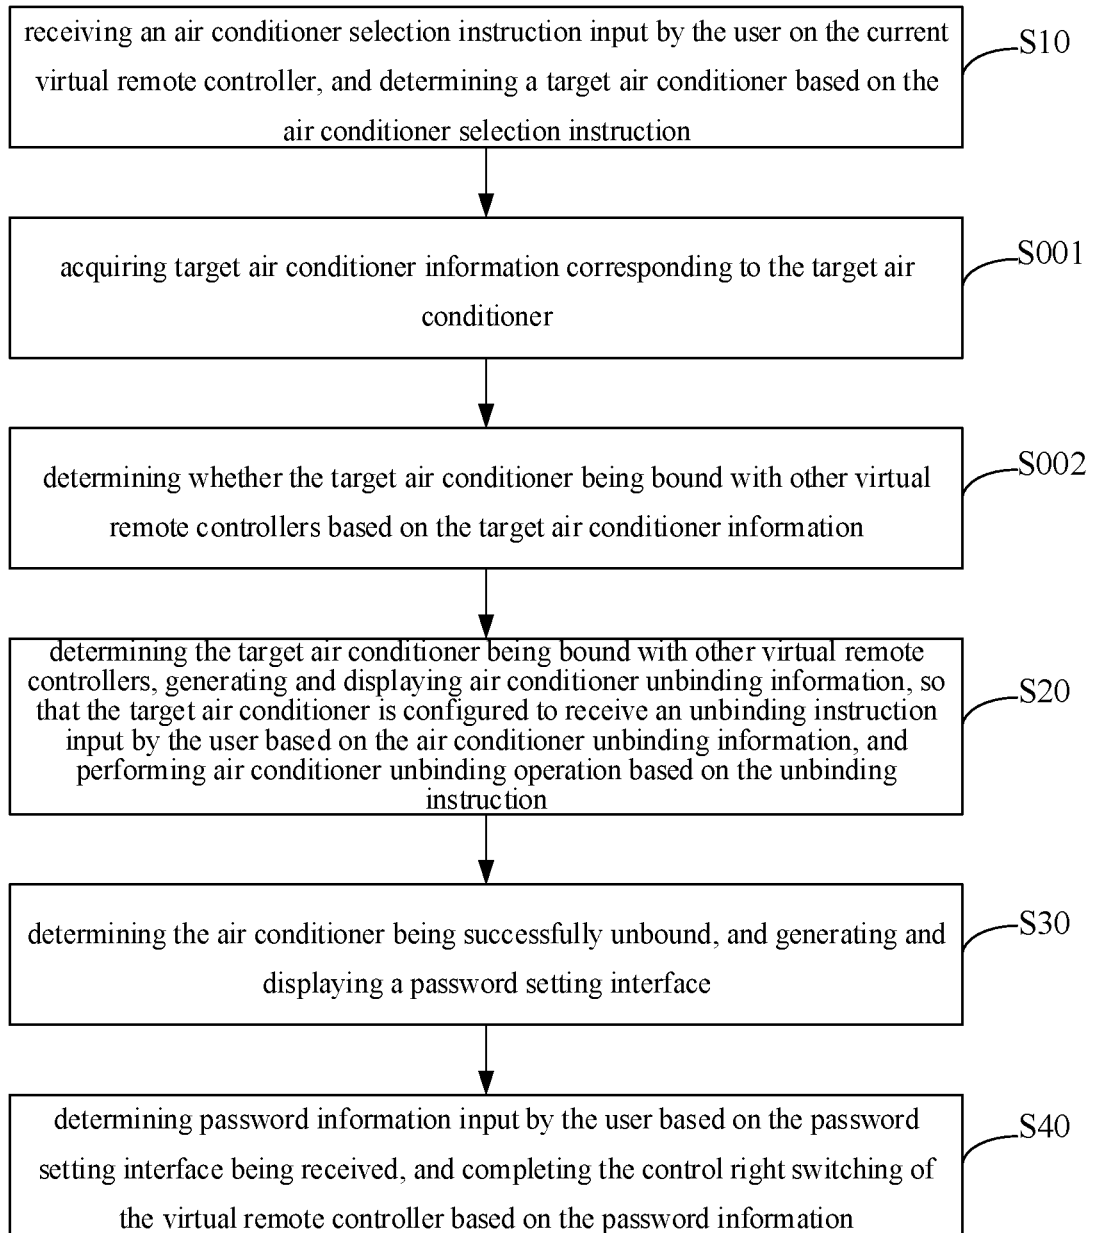 receiving an air conditioner selection instruction input by the user on the current
virtual remote controller, and determining a target air conditioner based on the
air conditioner selection instruction
S10
acquiring target air conditioner information corresponding to the target air
conditioner
S001
determining whether the target air conditioner being bound with other virtual
remote controllers based on the target air conditioner information
S002
determining the target air conditioner being bound with other virtual remote
controllers, generating and displaying air conditioner unbinding information, so
that the target air conditioner is configured to receive an unbinding instruction
input by the user based on the air conditioner unbinding information, and
performing air conditioner unbinding operation based on the unbinding
instruction
S20
determining the air conditioner being successfully unbound, and generating and
displaying a password setting interface
S30
determining password information input by the user based on the password
setting interface being received, and completing the control right switching of
the virtual remote controller based on the password information
S40